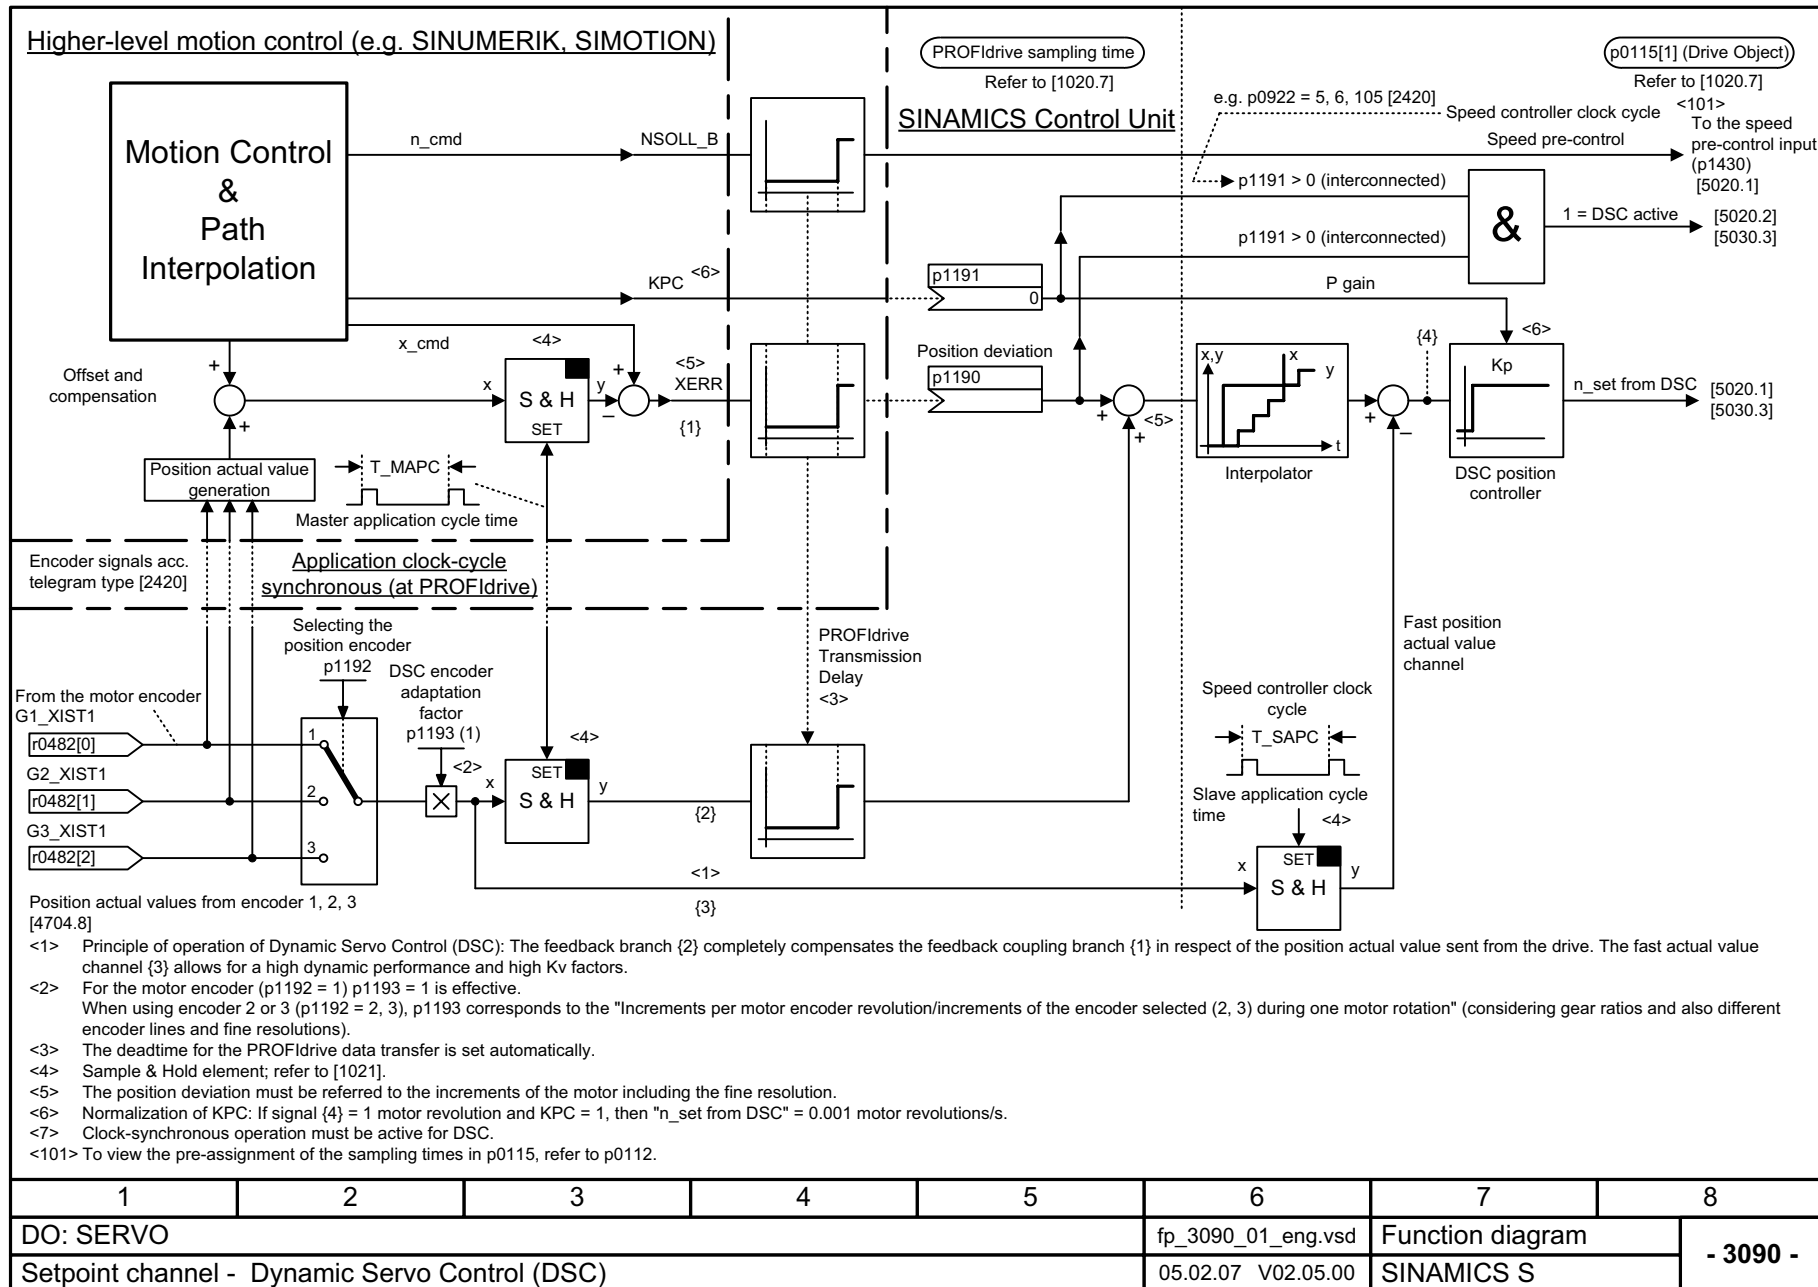 Higher-level motion control (e.g. SINUMERIK, SIMOTION)
PROFIdrive sampling time
Refer to [1020.7]
p0115[1] (Drive Object)
Refer to [1020.7]
SINAMICS Control Unit
e.g. p0922 = 5, 6, 105 [2420]
Speed controller clock cycle
<101>
To the speed
pre-control input
(p1430)
[5020.1]
Motion Control
&
Path
Interpolation
n_cmd
NSOLL_B
Speed pre-control
p1191 > 0 (interconnected)
p1191 > 0 (interconnected)
&
1 = DSC active
[5020.2]
[5030.3]
KPC
<6>
p1191
0
P gain
x_cmd
<4>
Offset and
compensation
+
+
x
S & H
SET
y
+
–
<5>
XERR
{1}
Position deviation
p1190
+
+
<5>
x,y
x
y
t
Interpolator
+
–
{4}
<6>
Kp
DSC position
controller
n_set from DSC
[5020.1]
[5030.3]
Position actual value
generation
T_MAPC
Master application cycle time
Encoder signals acc.
telegram type [2420]
Application clock-cycle
synchronous (at PROFIdrive)
Selecting the
position encoder
p1192
DSC encoder
adaptation
factor
p1193 (1)
<2>
PROFIdrive
Transmission
Delay
<3>
Fast position
actual value
channel
From the motor encoder
G1_XIST1
r0482[0]
G2_XIST1
r0482[1]
G3_XIST1
r0482[2]
1
2
3
x
<4>
SET
S & H
y
{2}
<1>
{3}
Speed controller clock
cycle
T_SAPC
Slave application cycle
time
<4>
x
SET
S & H
y
Position actual values from encoder 1, 2, 3
[4704.8]
<1> Principle of operation of Dynamic Servo Control (DSC): The feedback branch {2} completely compensates the feedback coupling branch {1} in respect of the position actual value sent from the drive. The fast actual value
channel {3} allows for a high dynamic performance and high Kv factors.
<2> For the motor encoder (p1192 = 1) p1193 = 1 is effective.
When using encoder 2 or 3 (p1192 = 2, 3), p1193 corresponds to the "Increments per motor encoder revolution/increments of the encoder selected (2, 3) during one motor rotation" (considering gear ratios and also different
encoder lines and fine resolutions).
<3> The deadtime for the PROFIdrive data transfer is set automatically.
<4> Sample & Hold element; refer to [1021].
<5> The position deviation must be referred to the increments of the motor including the fine resolution.
<6> Normalization of KPC: If signal {4} = 1 motor revolution and KPC = 1, then "n_set from DSC" = 0.001 motor revolutions/s.
<7> Clock-synchronous operation must be active for DSC.
<101> To view the pre-assignment of the sampling times in p0115, refer to p0112.
1 2 3 4 5 6 7 8
DO: SERVO
fp_3090_01_eng.vsd
Function diagram
- 3090 -
Setpoint channel - Dynamic Servo Control (DSC)
05.02.07 V02.05.00
SINAMICS S